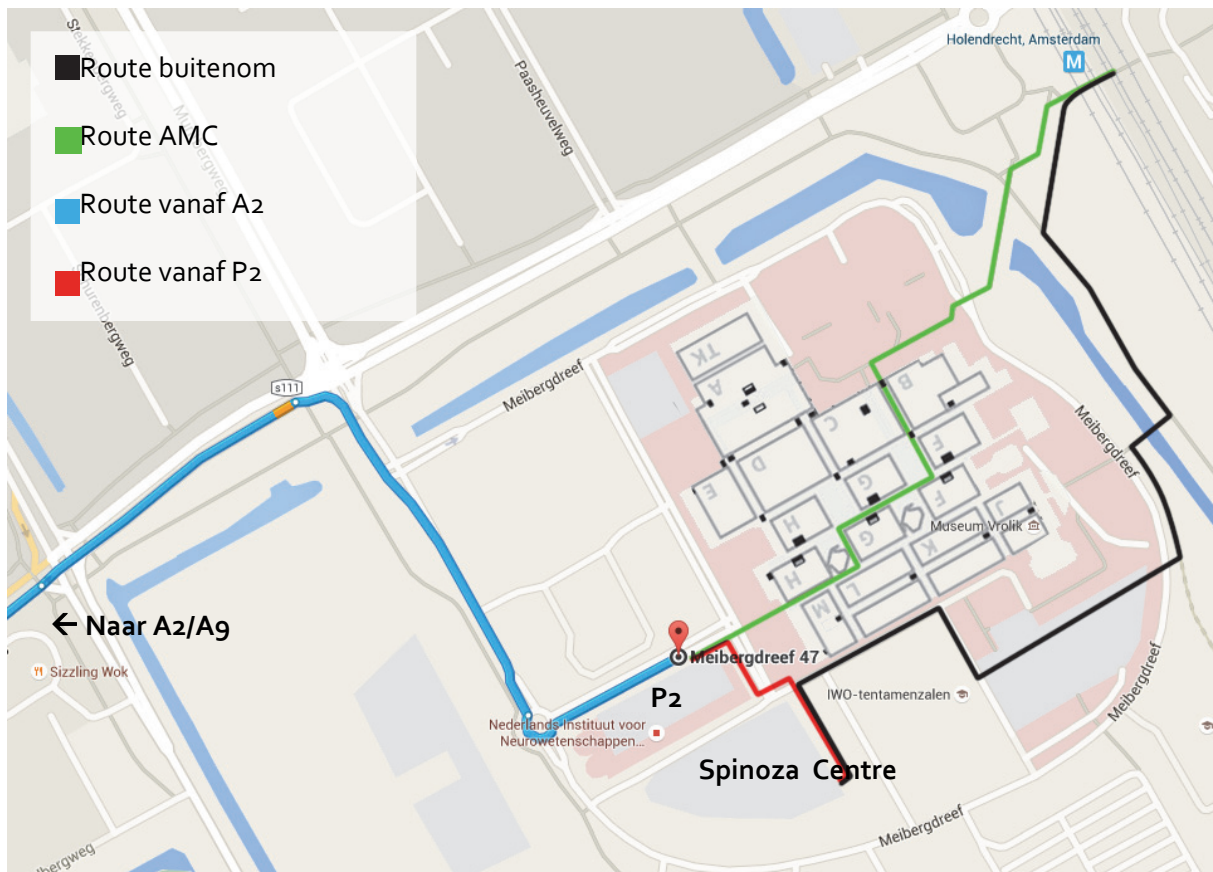 Holendrecht, Amsterdam
M
Route buitenom
Route AMC
Route vanaf A2
Route vanaf P2
Paasheuvelweg
s111
Meibergdreef
TK
A
B
C
D
E
F
F
G
G
H
H
J
K
L
M
Museum Vrolik
Meibergdreef
← Naar A2/A9
Sizzling Wok
Meibergdreef 47
P2
IWO-tentamenzalen
Nederlands Instituut voor
Neurowetenschappen...
Spinoza Centre
Meibergdreef
Meibergdreef